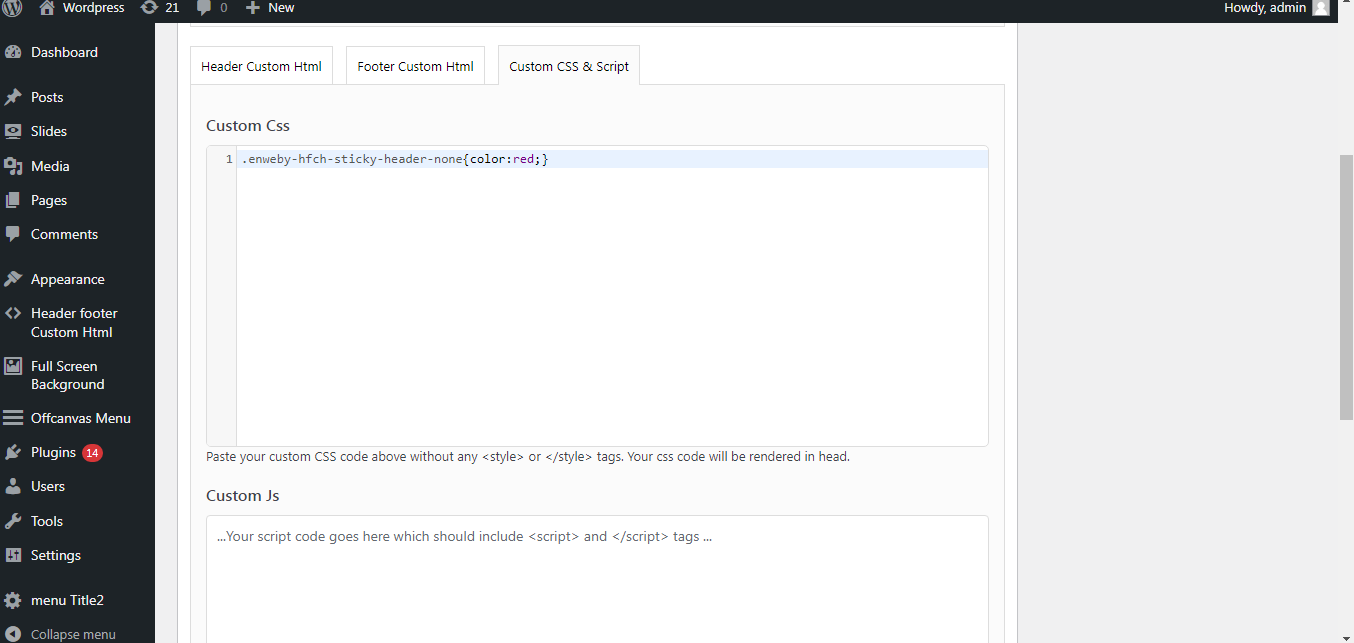 Wordpress 21 0 New Howdy, admin
Dashboard
Posts
Slides
Media
Pages
Comments
Appearance
Header footer
Custom Html
Full Screen
Background
Offcanvas Menu
Plugins 14
Users
Tools
Settings
menu Title2
Collapse menu
Header Custom Html Footer Custom Html Custom CSS & Script
Custom Css
1 .enweby-hfch-sticky-header-none{color:red;}
Paste your custom CSS code above without any <style> or </style> tags. Your css code will be rendered in head.
Custom Js
...Your script code goes here which should include <script> and </script> tags ...